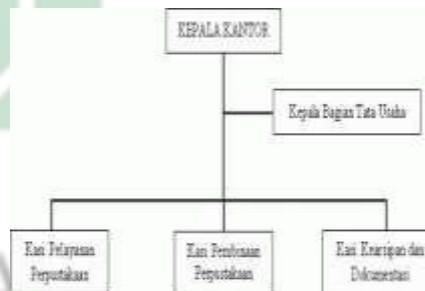 KEPALA KANTOR
Kepala Bagian Tata Usaha
Kasi Pelayanan
Perpustakaan
Kasi Pembinaan
Perpustakaan
Kasi Kearsipan dan
Dokumentasi